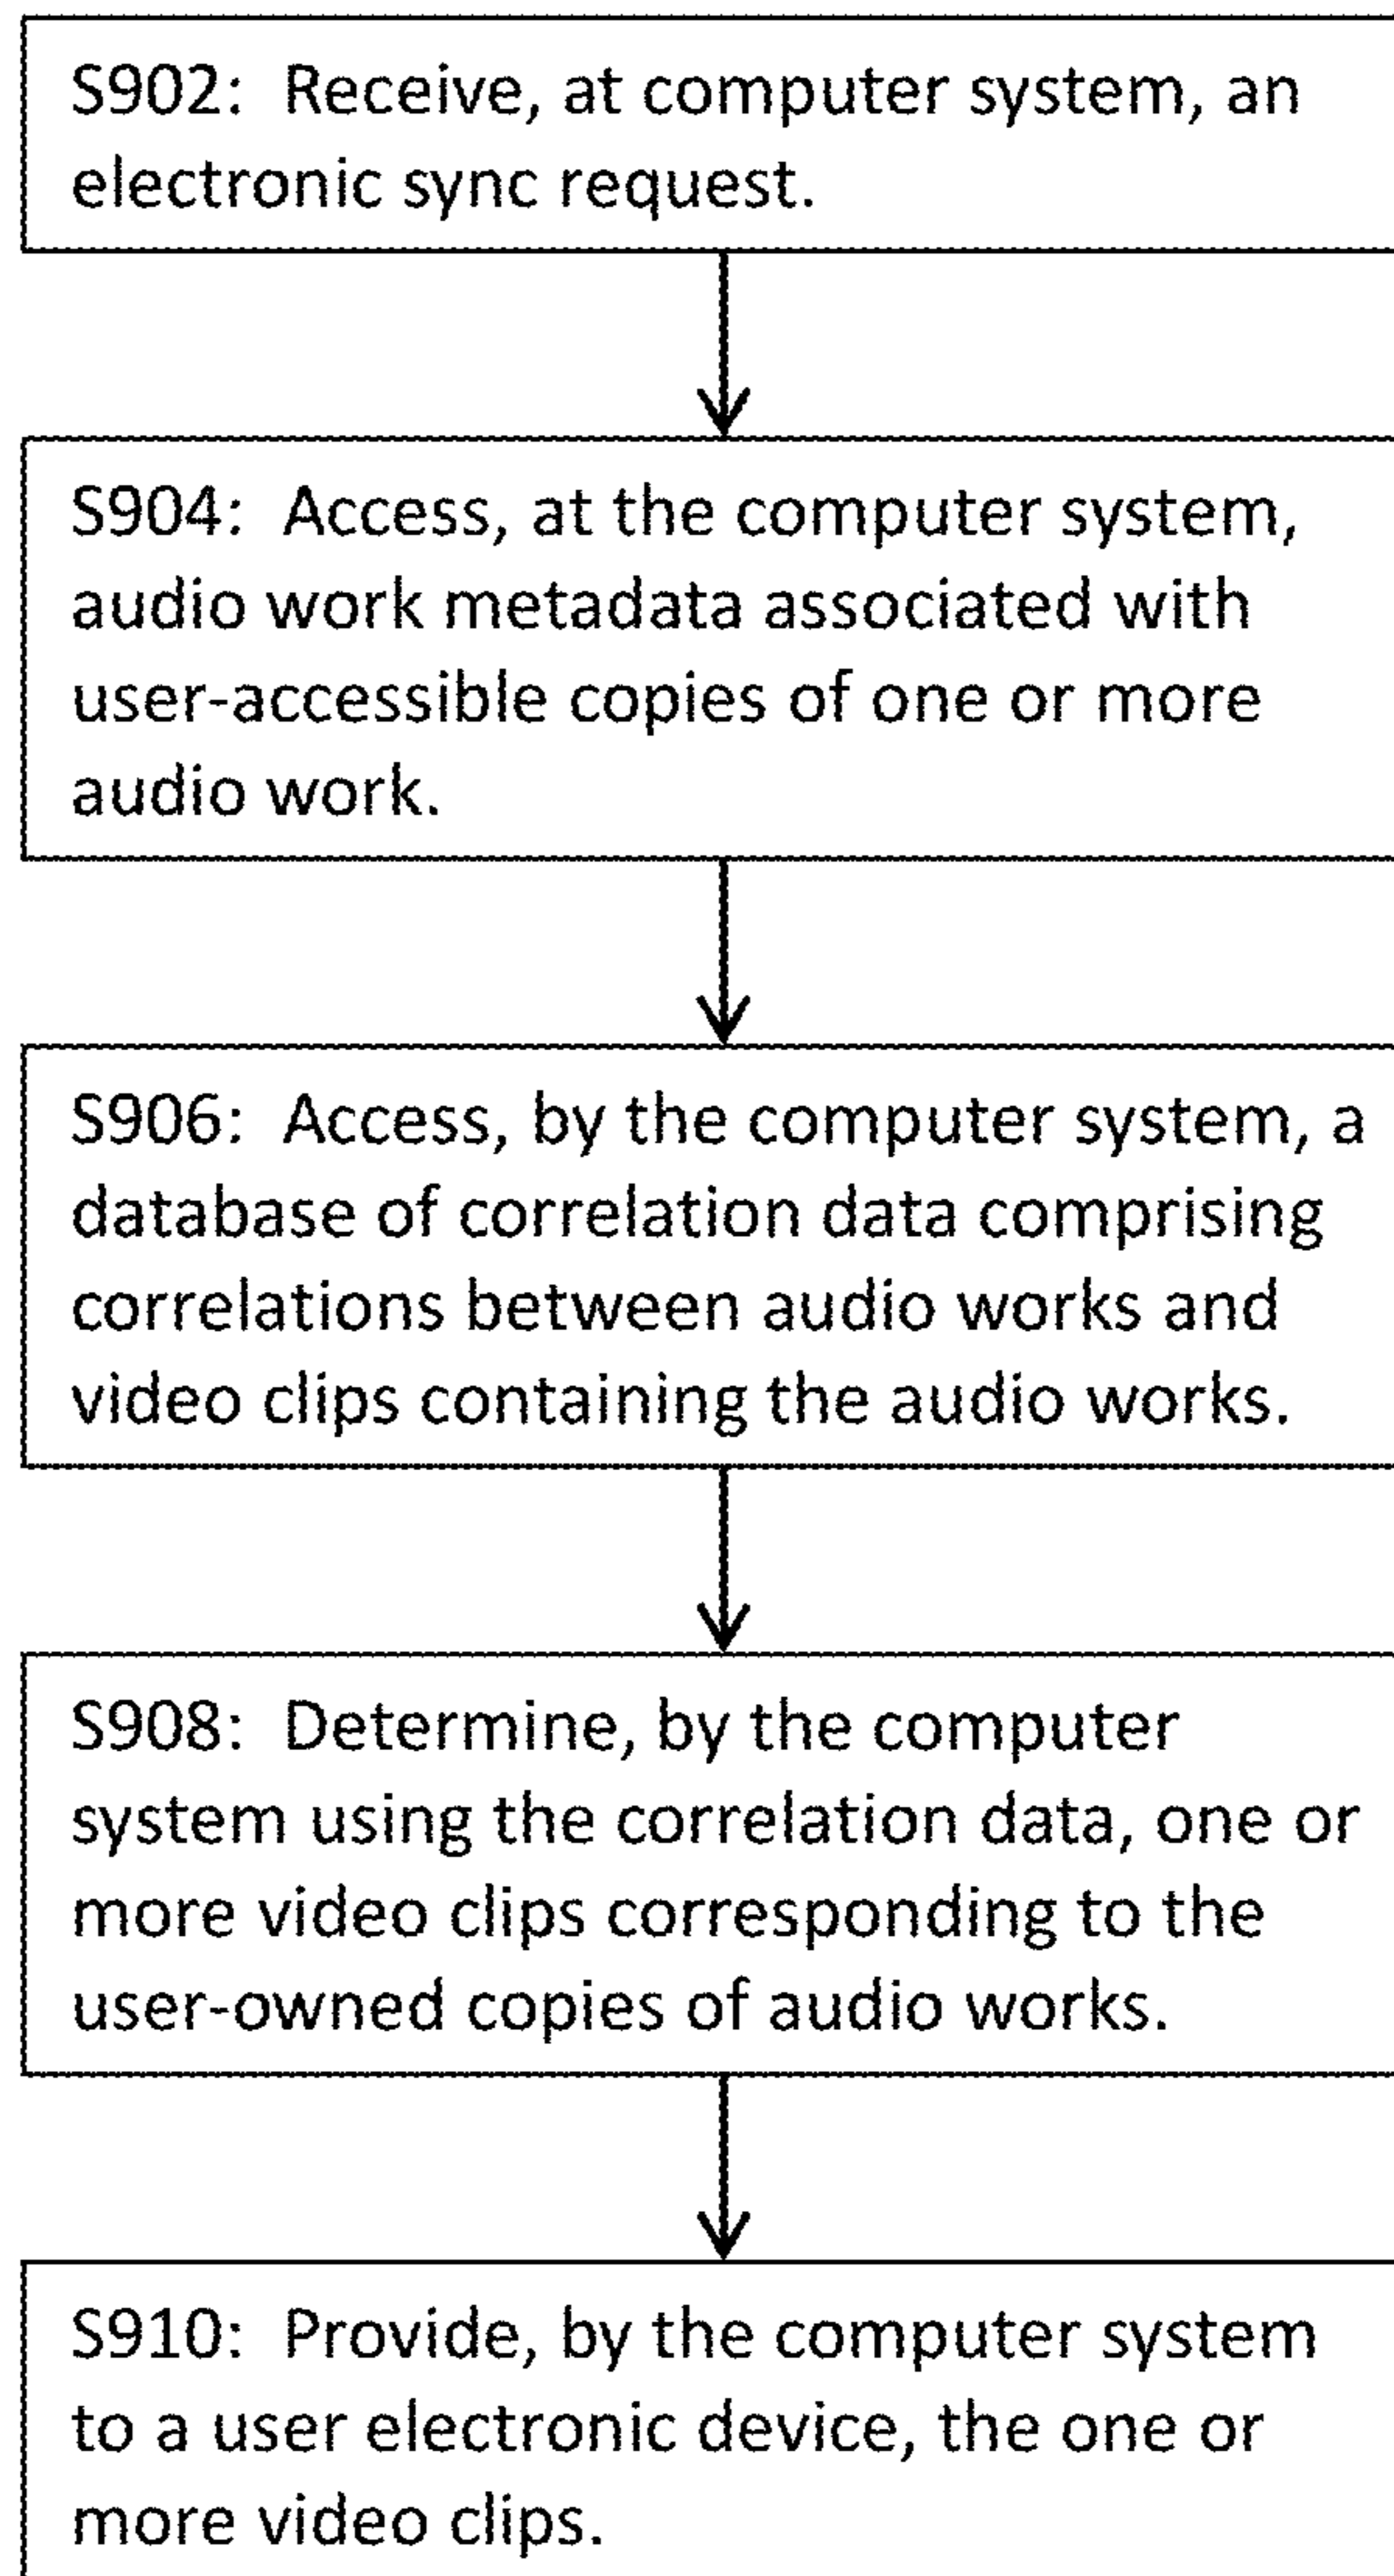 S902: Receive, at computer system, an
electronic sync request.
S904: Access, at the computer system,
audio work metadata associated with
user-accessible copies of one or more
audio work.
S906: Access, by the computer system, a
database of correlation data comprising
correlations between audio works and
video clips containing the audio works.
S908: Determine, by the computer
system using the correlation data, one or
more video clips corresponding to the
user-owned copies of audio works.
S910: Provide, by the computer system
to a user electronic device, the one or
more video clips.